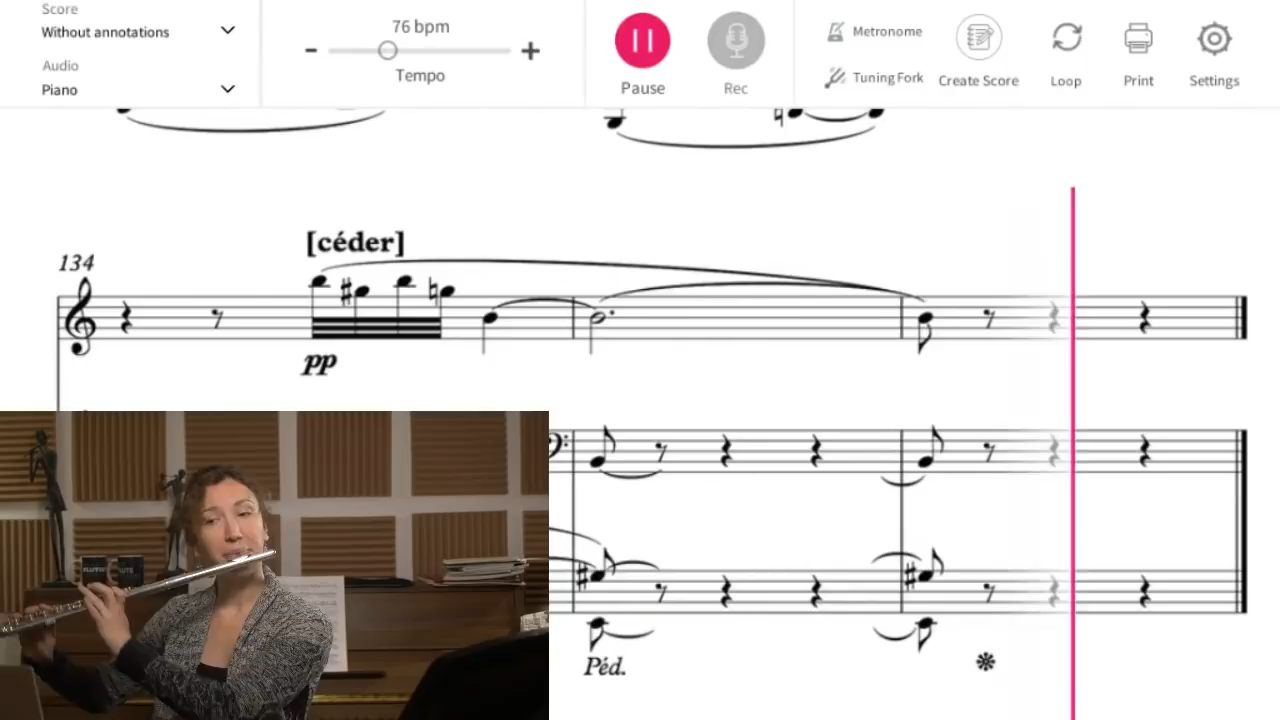 Score
Without annotations
Audio
Piano
76 bpm
Tempo
Pause
Rec
Metronome
Tuning Fork
Create Score
Loop
Print
Settings
[céder]
134
pp
Péd.